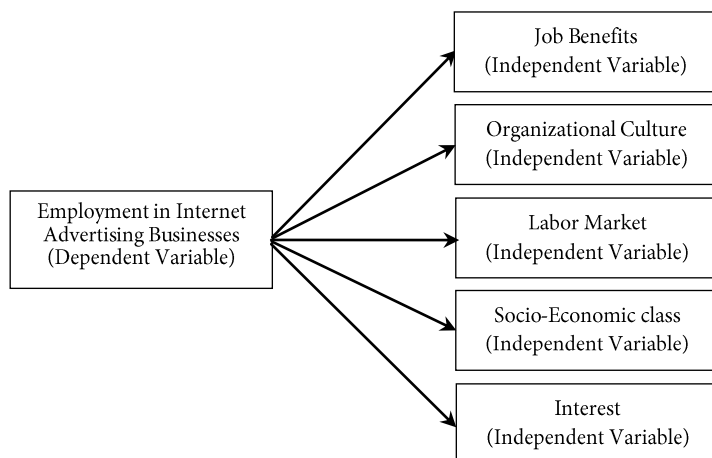 Job Benefits
(Independent Variable)
Organizational Culture
(Independent Variable)
Employment in Internet
Advertising Businesses
(Dependent Variable)
Labor Market
(Independent Variable)
Socio-Economic class
(Independent Variable)
Interest
(Independent Variable)